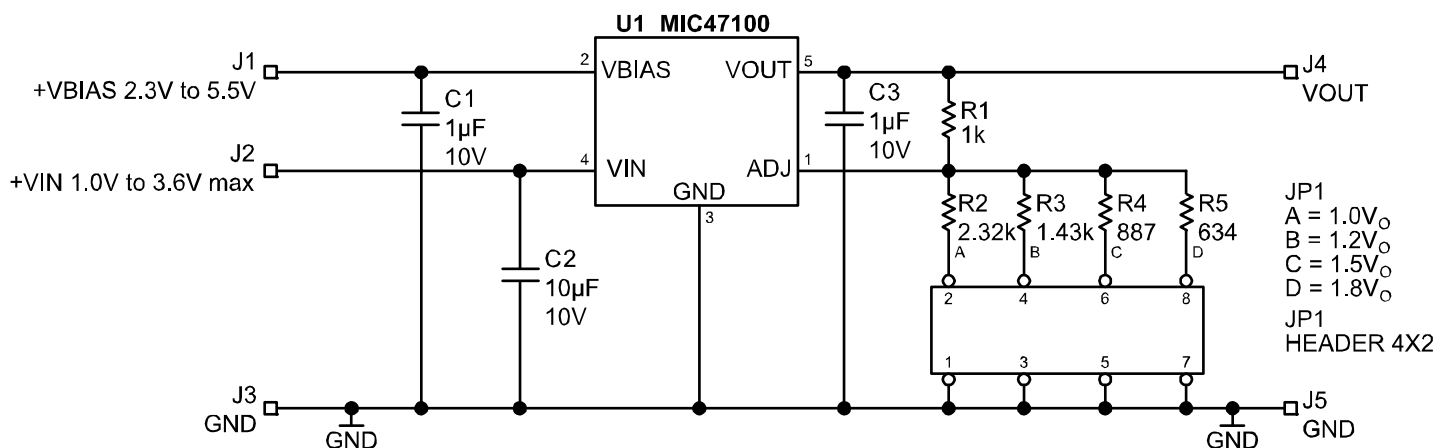 U1 MIC47100
J1
+VBIAS 2.3V to 5.5V
2
VBIAS
VOUT
5
J4
VOUT
C1
1µF
10V
C3
1µF
10V
R1
1k
J2
+VIN 1.0V to 3.6V max
4
VIN
ADJ
1
GND
3
R2
2.32k
A
R3
1.43k
B
R4
887
C
R5
634
D
JP1
A = 1.0VO
B = 1.2VO
C = 1.5VO
D = 1.8VO
JP1
HEADER 4X2
C2
10µF
10V
2
4
6
8
1
3
5
7
J3
GND
GND
GND
J5
GND